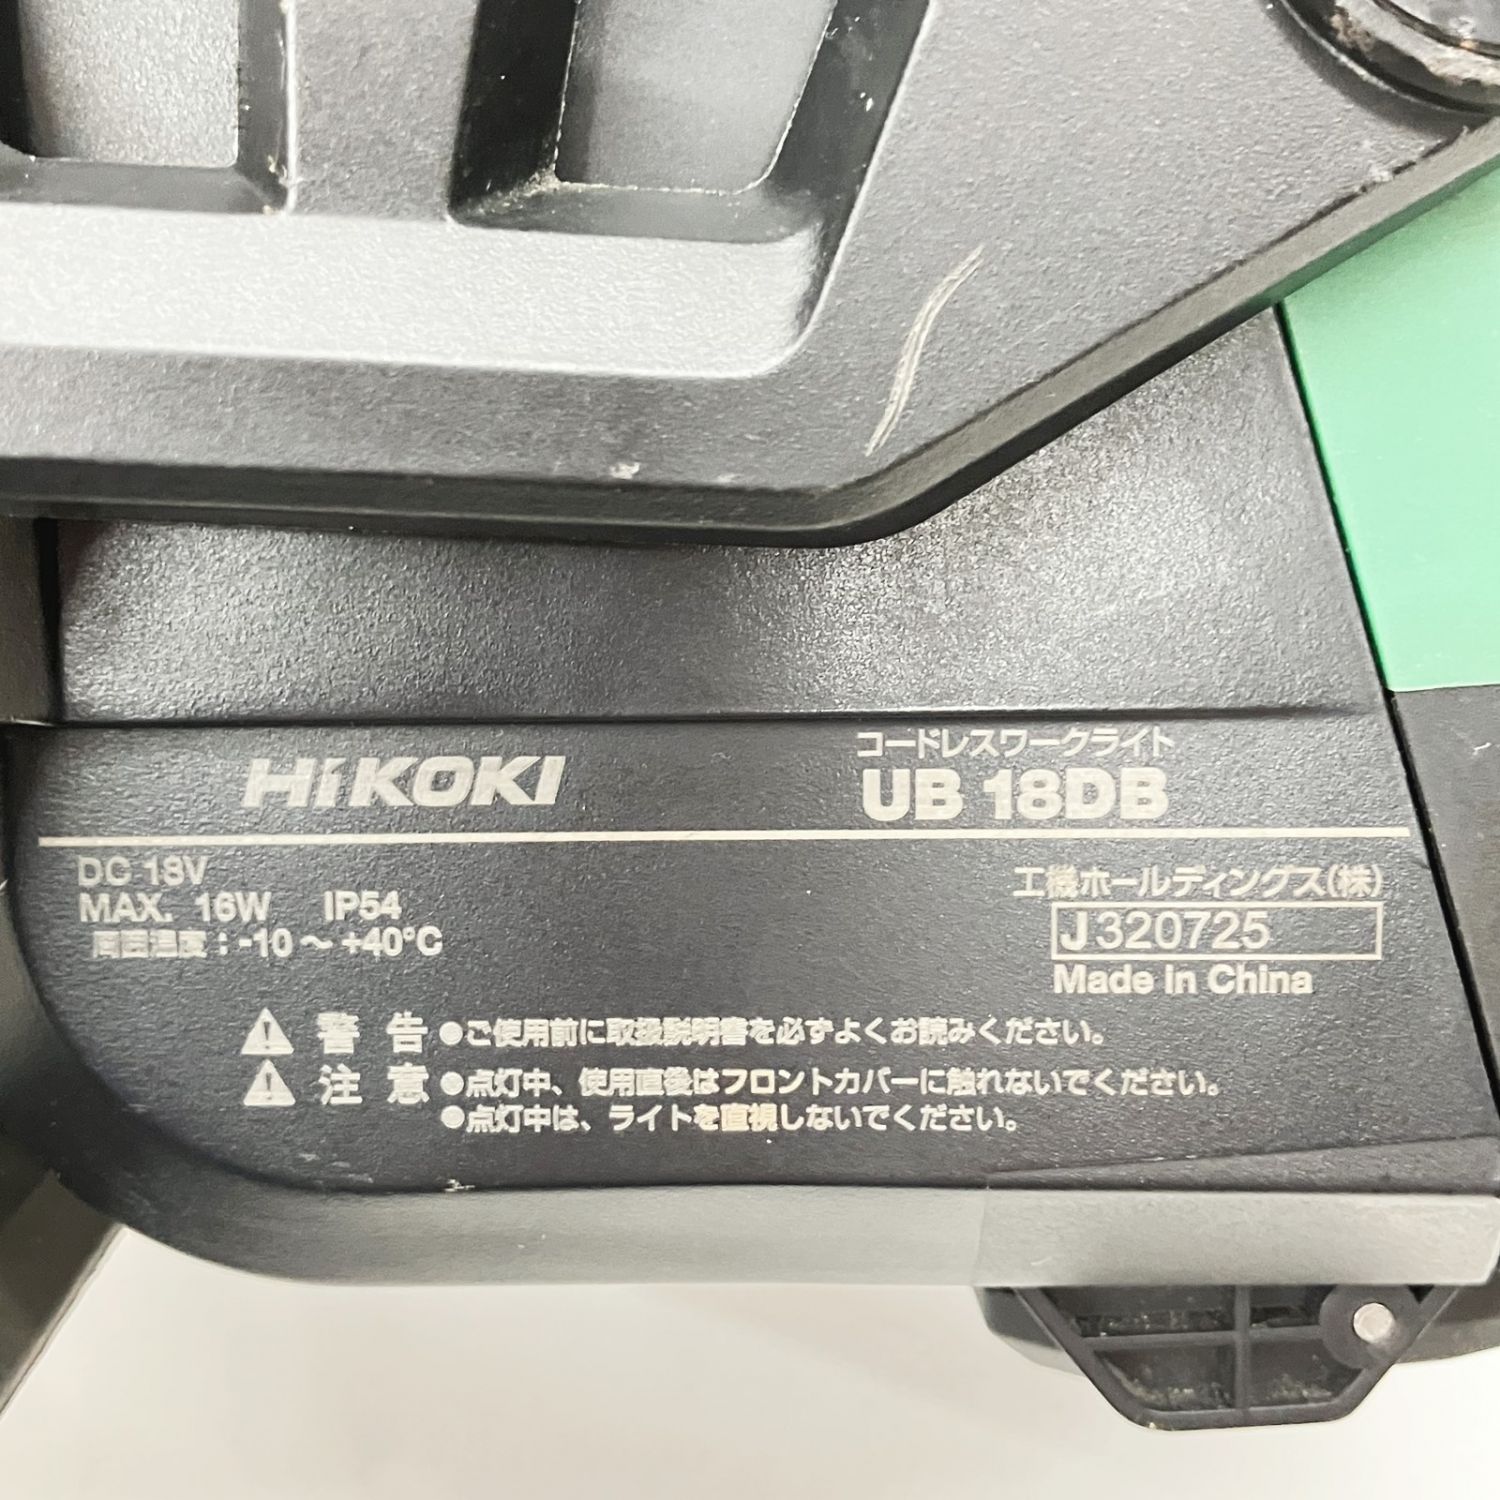 HiKOKI
コードレスワークライト
UB 18DB
DC 18V
MAX. 16W IP54
周囲温度：-10～+40°C
工機ホールディングス(株)
J320725
Made in China
⚠ 警告 ●ご使用前に取扱説明書を必ずよくお読みください。
⚠ 注意 ●点灯中、使用直後はフロントカバーに触れないでください。
●点灯中は、ライトを直視しないでください。